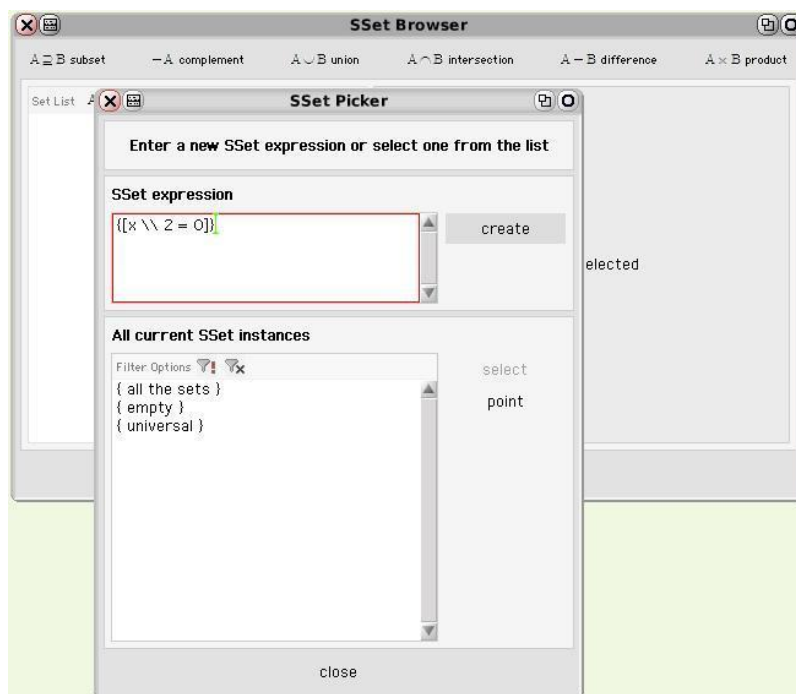 SSet Browser
A ⊇ B subset −A complement A ∪ B union A ∩ B intersection A − B difference A × B product
Set List
SSet Picker
Enter a new SSet expression or select one from the list
SSet expression
{[x \\ 2 = 0]}
create
elected
All current SSet instances
Filter Options
{ all the sets }
{ empty }
{ universal }
select
point
close